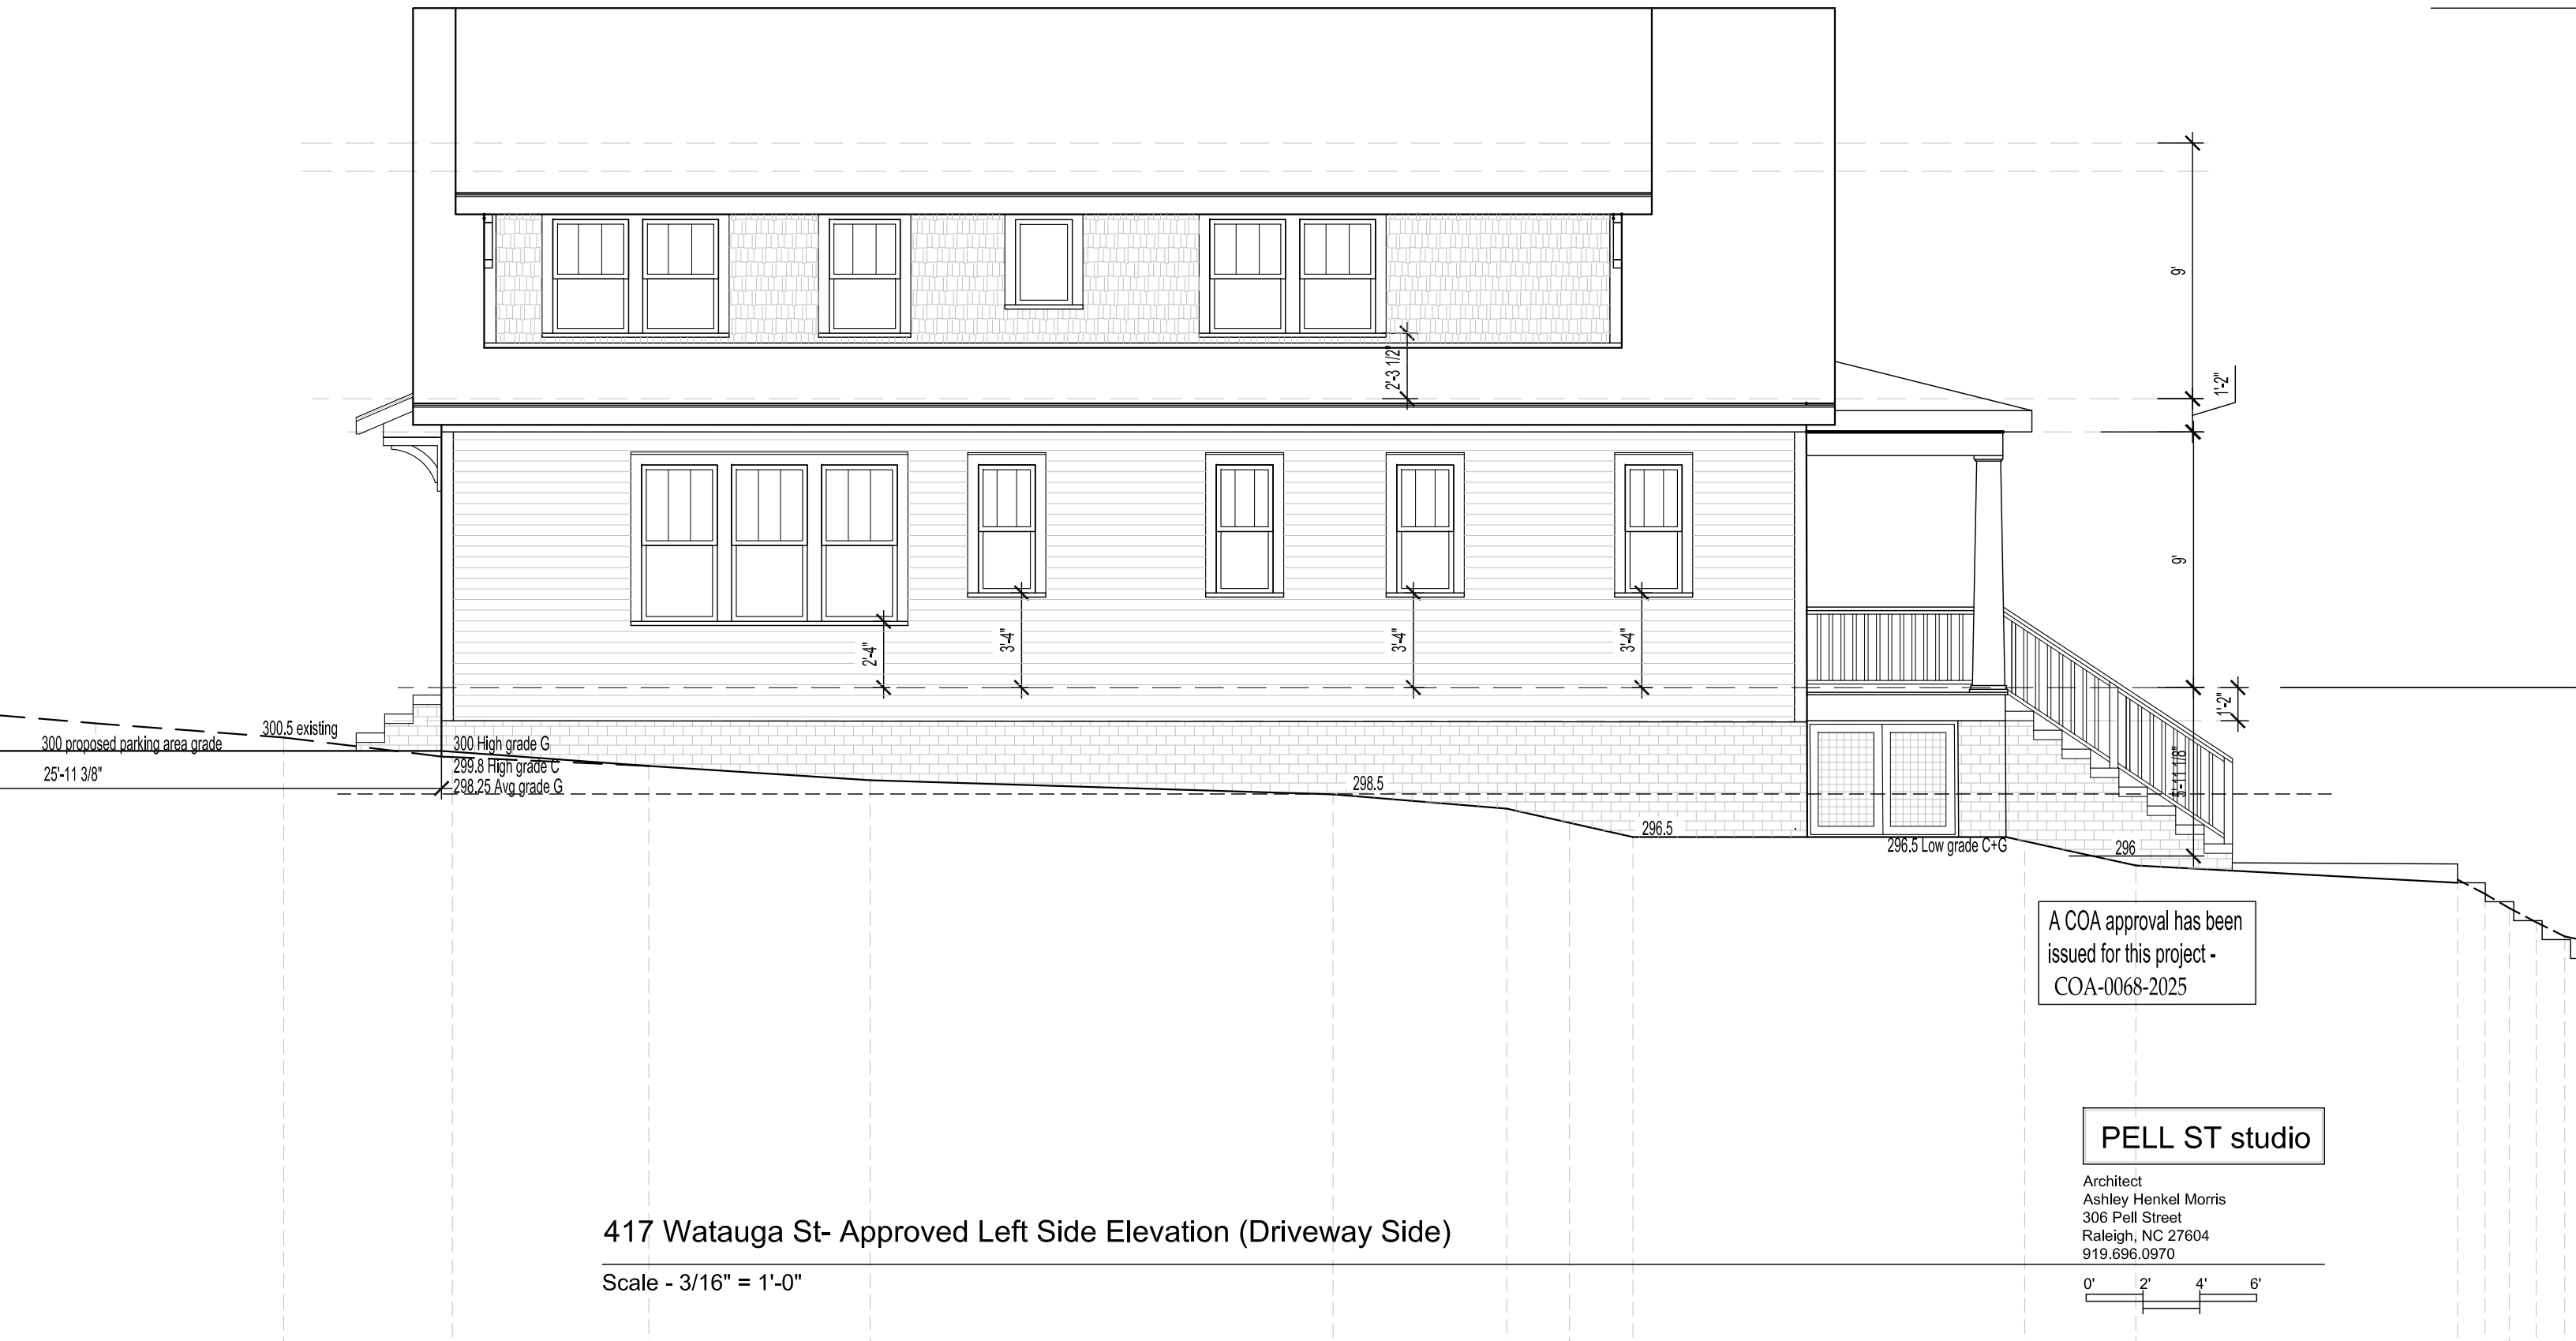 9'
1'-2"
2'-3 1/2"
9'
2'-4"
3'-4"
3'-4"
3'-4"
1'-2"
300.5 existing
300 proposed parking area grade
25'-11 3/8"
300 High grade G
299.8 High grade C
298.25 Avg grade G
298.5
296.5
5'-11 1/8"
296.5 Low grade C+G
296
A COA approval has been
issued for this project -
COA-0068-2025
PELL ST studio
Architect
Ashley Henkel Morris
306 Pell Street
Raleigh, NC 27604
919.696.0970
417 Watauga St- Approved Left Side Elevation (Driveway Side)
Scale - 3/16" = 1'-0"
0' 2' 4' 6'